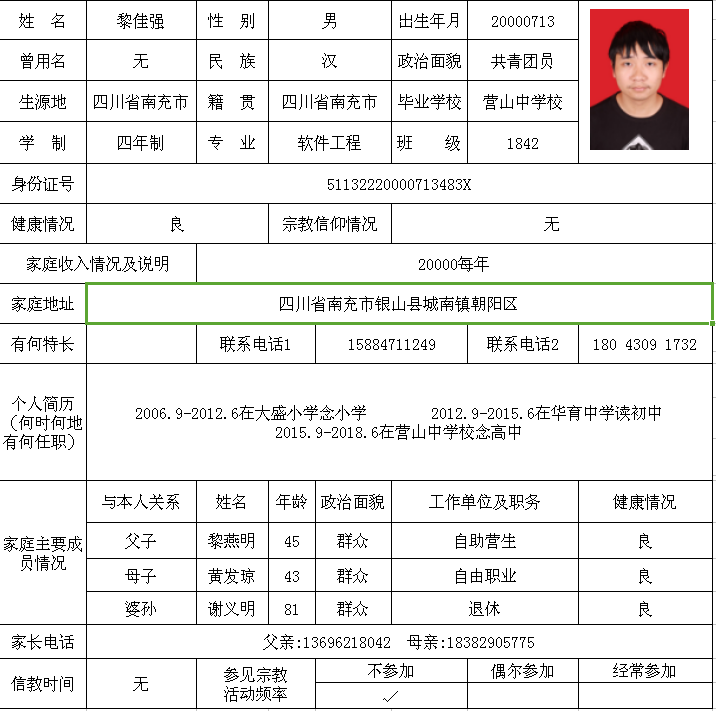 姓 名 黎佳强 性 别 男 出生年月 20000713
曾用名 无 民 族 汉 政治面貌 共青团员
生源地 四川省南充市 籍 贯 四川省南充市 毕业学校 营山中学校
学 制 四年制 专 业 软件工程 班 级 1842
身份证号 51132220000713483X
健康情况 良 宗教信仰情况 无
家庭收入情况及说明 20000每年
家庭地址 四川省南充市银山县城南镇朝阳区
有何特长 联系电话1 15884711249 联系电话2 180 4309 1732
个人简历
（何时何地
有何任职）
2006.9-2012.6在大盛小学念小学 2012.9-2015.6在华育中学读初中
2015.9-2018.6在营山中学校念高中
家庭主要成
员情况
与本人关系 姓名 年龄 政治面貌 工作单位及职务 健康情况
父子 黎燕明 45 群众 自助营生 良
母子 黄发琼 43 群众 自由职业 良
婆孙 谢义明 81 群众 退休 良
家长电话 父亲:13696218042 母亲:18382905775
信教时间 无
参见宗教
活动频率
不参加 偶尔参加 经常参加
✓